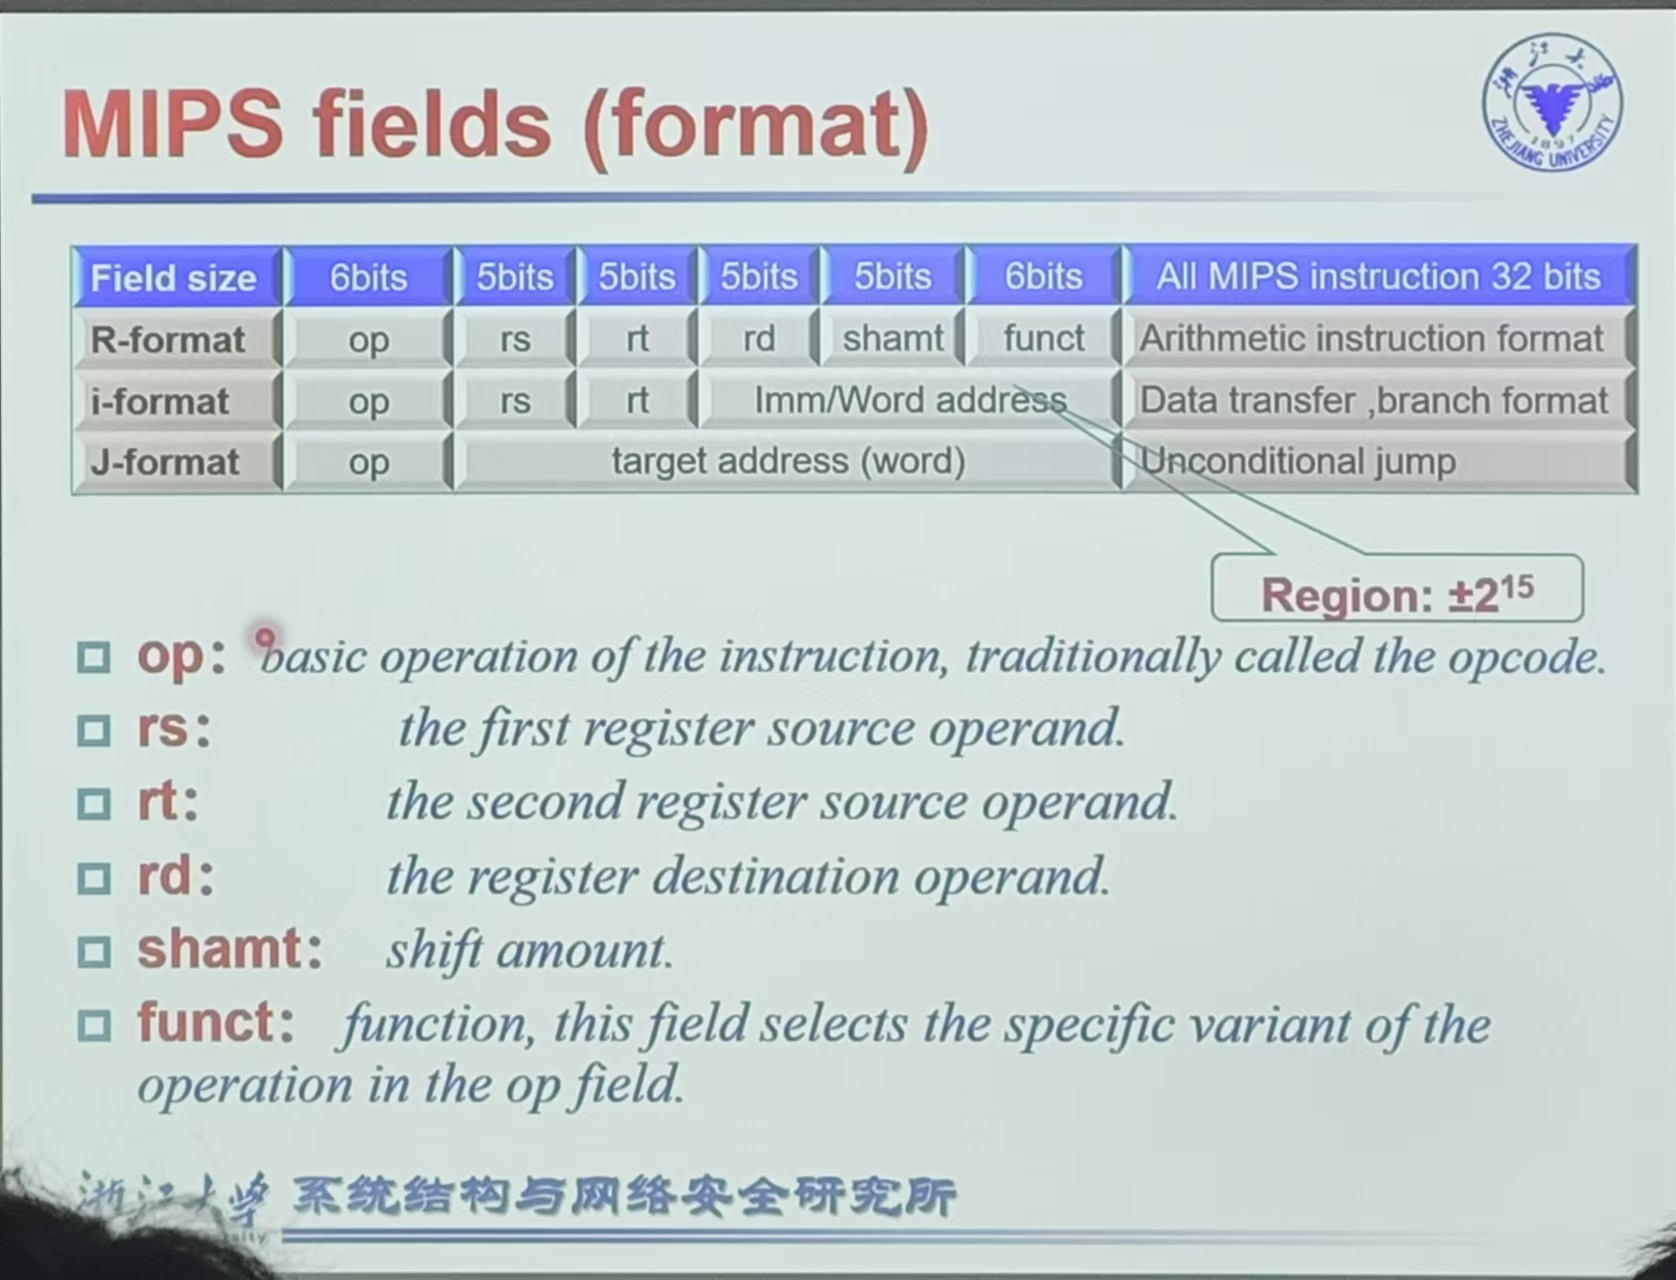 MIPS fields (format)
浙江大学
ZHEJIANG UNIVERSITY
1897
Field size 6bits 5bits 5bits 5bits 5bits 6bits All MIPS instruction 32 bits
R-format op rs rt rd shamt funct Arithmetic instruction format
i-format op rs rt Imm/Word address Data transfer ,branch format
J-format op target address (word) Unconditional jump
Region: ±2¹⁵
op: basic operation of the instruction, traditionally called the opcode.
rs: the first register source operand.
rt: the second register source operand.
rd: the register destination operand.
shamt: shift amount.
funct: function, this field selects the specific variant of the
operation in the op field.
浙江大学 系统结构与网络安全研究所